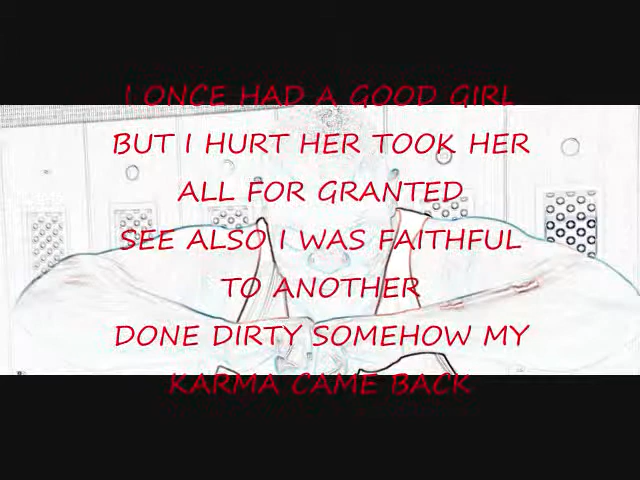 I ONCE HAD A GOOD GIRL
BUT I HURT HER TOOK HER
ALL FOR GRANTED
SEE ALSO I WAS FAITHFUL
TO ANOTHER
DONE DIRTY SOMEHOW MY
KARMA CAME BACK